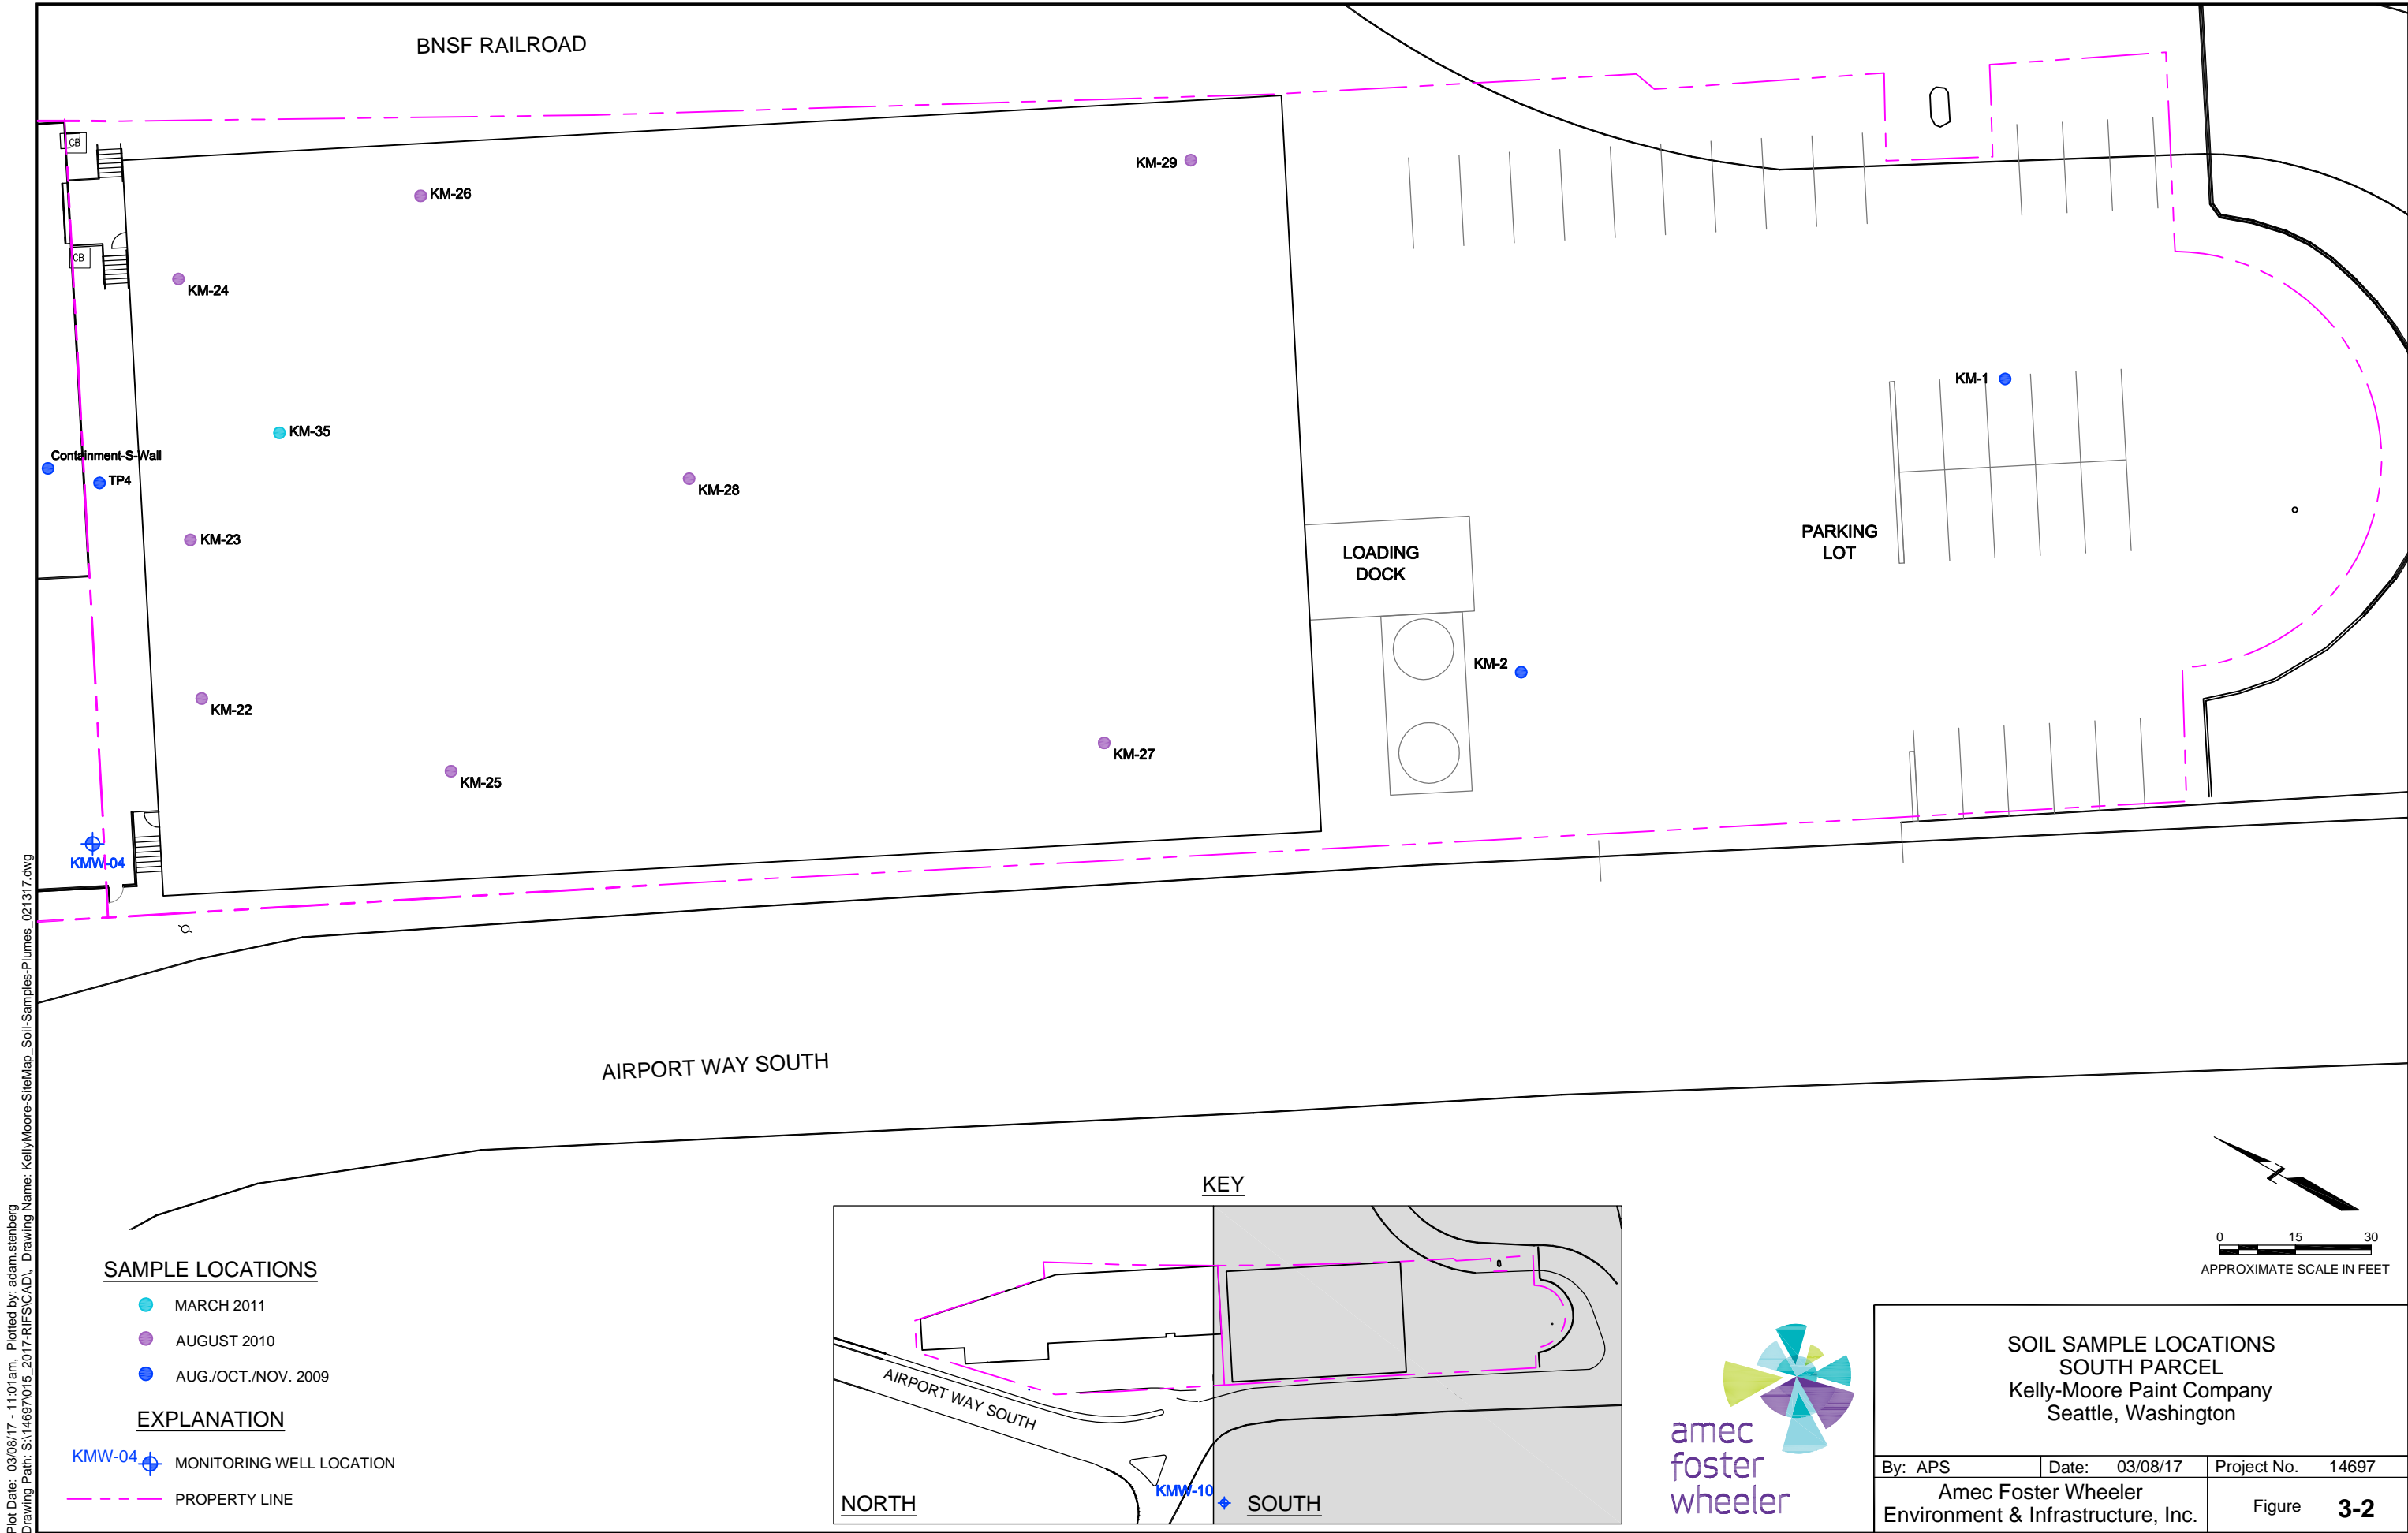 BNSF RAILROAD
CB
CB
KM-26
KM-29
KM-24
KM-35
KM-1
Containment-S-Wall
TP4
KM-28
KM-23
LOADING
DOCK
PARKING
LOT
KM-2
KM-22
KM-25
KM-27
KMW-04
AIRPORT WAY SOUTH
SAMPLE LOCATIONS
MARCH 2011
AUGUST 2010
AUG./OCT./NOV. 2009
EXPLANATION
KMW-04
MONITORING WELL LOCATION
PROPERTY LINE
KEY
AIRPORT WAY SOUTH
KMW-10
NORTH
SOUTH
0 15 30
APPROXIMATE SCALE IN FEET
amec
foster
wheeler
SOIL SAMPLE LOCATIONS
SOUTH PARCEL
Kelly-Moore Paint Company
Seattle, Washington
By: APS Date: 03/08/17 Project No. 14697
Amec Foster Wheeler
Environment & Infrastructure, Inc.
Figure 3-2
Plot Date: 03/08/17 - 11:01am, Plotted by: adam.stenberg
Drawing Path: S:\14697\015_2017-RIFS\CAD\, Drawing Name: KellyMoore-SiteMap_Soil-Samples-Plumes_021317.dwg